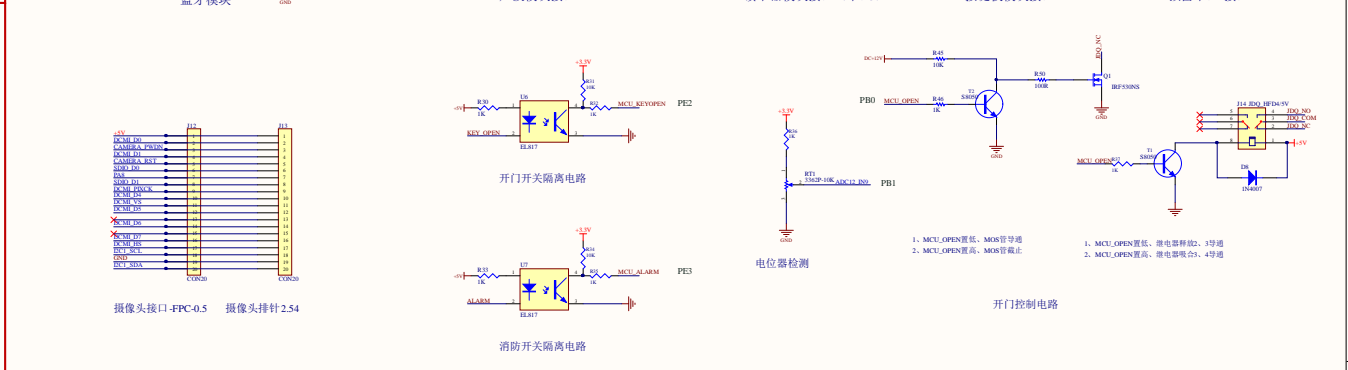 蓝牙模块
GND
J12
J13
+5V
DCMI_D0
CAMERA_PWDN
DCMI_D1
CAMERA_RST
SDIO_D0
PA8
SDIO_D1
DCMI_PIXCK
DCMI_D4
DCMI_VS
DCMI_D5
DCMI_D6
DCMI_D7
DCMI_HS
I2C1_SCL
GND
I2C1_SDA
CON20
CON20
摄像头接口-FPC-0.5
摄像头排针2.54
+3.3V
R31
10K
U6
R30
+5V
1K
R32
1K
MCU_KEYOPEN
PE2
KEY_OPEN
EL817
开门开关隔离电路
+3.3V
R34
10K
U7
R33
+5V
1K
R35
1K
MCU_ALARM
PE3
ALARM
EL817
消防开关隔离电路
+3.3V
R36
1K
RT1
3362P-10K
ADC12_IN9
PB1
GND
电位器检测
DC+12V
R45
10K
PB0
MCU_OPEN
R46
1K
T2
S8050
GND
R50
100R
JDQ_NC
Q1
IRF530NS
GND
J14 JDQ_HFD4/5V
JDQ_NO
JDQ_COM
JDQ_NC
+5V
MCU_OPEN
R37
1K
T1
S8050
D8
1N4007
1、MCU_OPEN置低、MOS管导通
2、MCU_OPEN置高、MOS管截止
1、MCU_OPEN置低、继电器释放2、3导通
2、MCU_OPEN置高、继电器吸合3、4导通
开门控制电路